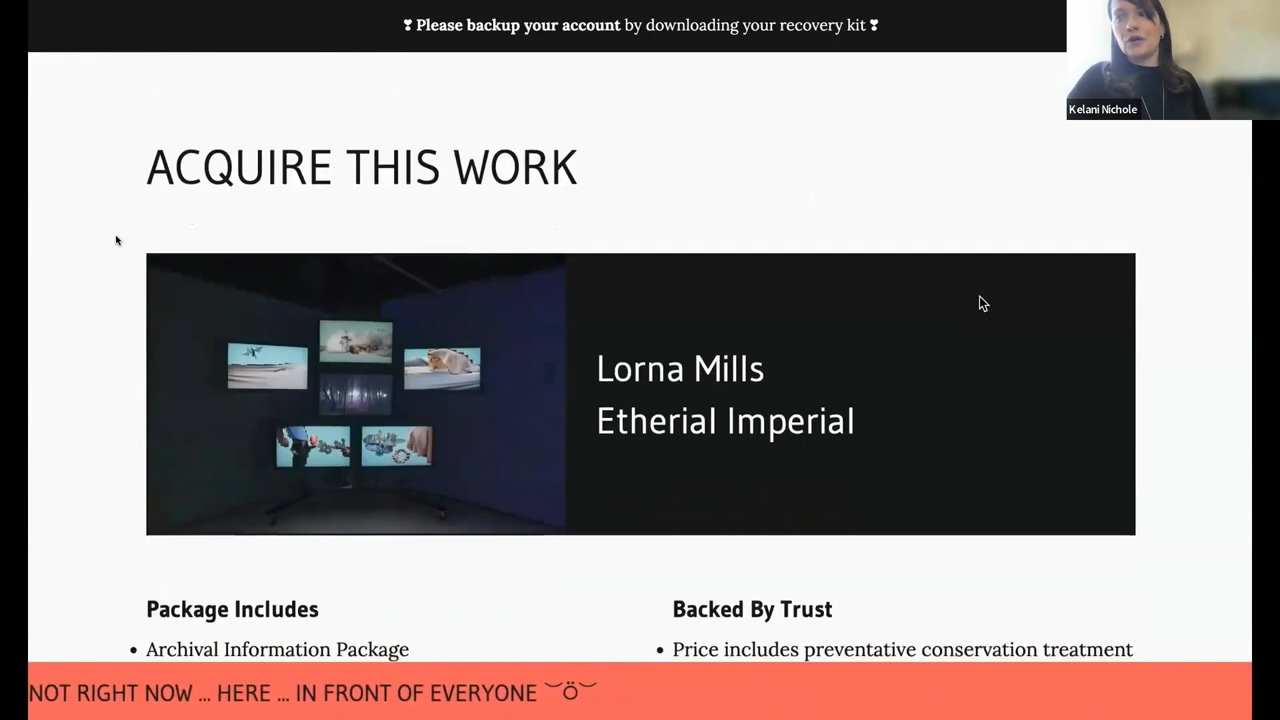 ❣ Please backup your account by downloading your recovery kit ❣
Kelani Nichole
ACQUIRE THIS WORK
Lorna Mills
Etherial Imperial
Package Includes
• Archival Information Package
Backed By Trust
• Price includes preventative conservation treatment
NOT RIGHT NOW ... HERE ... IN FRONT OF EVERYONE ͝ ö ͝